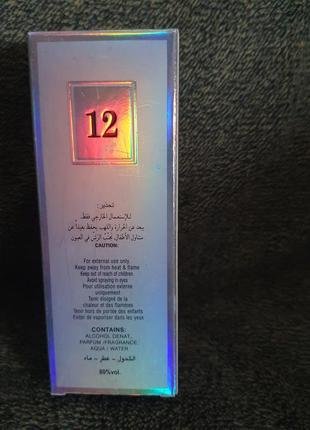 12
تحذير:
للإستعمال الخارجي فقط.
يبعد عن الحرارة واللهب يحفظ بعيداً عن
متناول الأطفال يجنب الرش في العيون
CAUTION:
For external use only.
Keep away from heat & flame
Keep out of reach of children
Avoid spraying in eyes
Pour utilisation externe
uniquement
Tenir éloigné de la
chaleur et des flammes
Tenir hors de portée des enfants
Eviter de vaporiser dans les yeux
CONTAINS:
ALCOHOL DENAT,
PARFUM /FRAGRANCE,
AQUA / WATER
الكحول - عطر - ماء
80%vol.